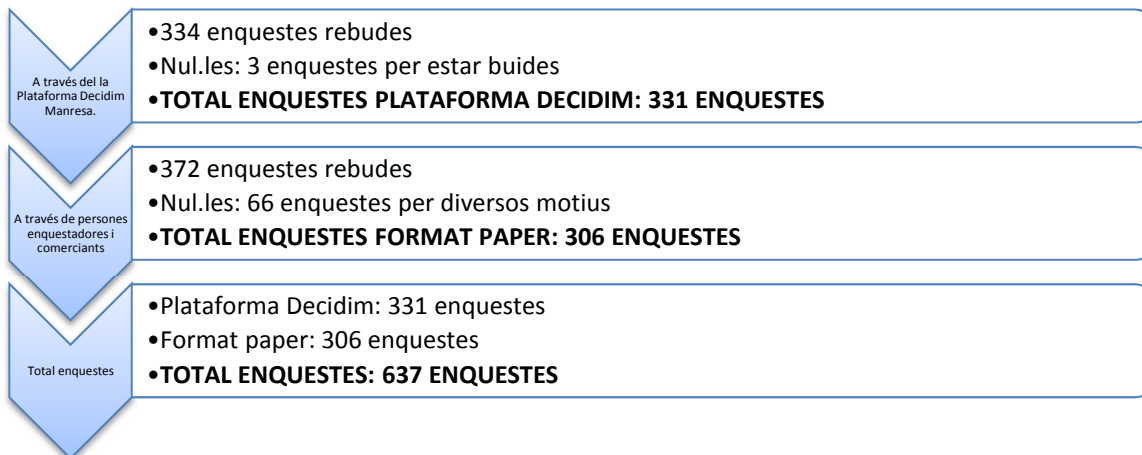 A través del la
Plataforma Decidim
Manresa.
•334 enquestes rebudes
•Nul.les: 3 enquestes per estar buides
•TOTAL ENQUESTES PLATAFORMA DECIDIM: 331 ENQUESTES
A través de persones
enquestadores i
comerciants
•372 enquestes rebudes
•Nul.les: 66 enquestes per diversos motius
•TOTAL ENQUESTES FORMAT PAPER: 306 ENQUESTES
Total enquestes
•Plataforma Decidim: 331 enquestes
•Format paper: 306 enquestes
•TOTAL ENQUESTES: 637 ENQUESTES